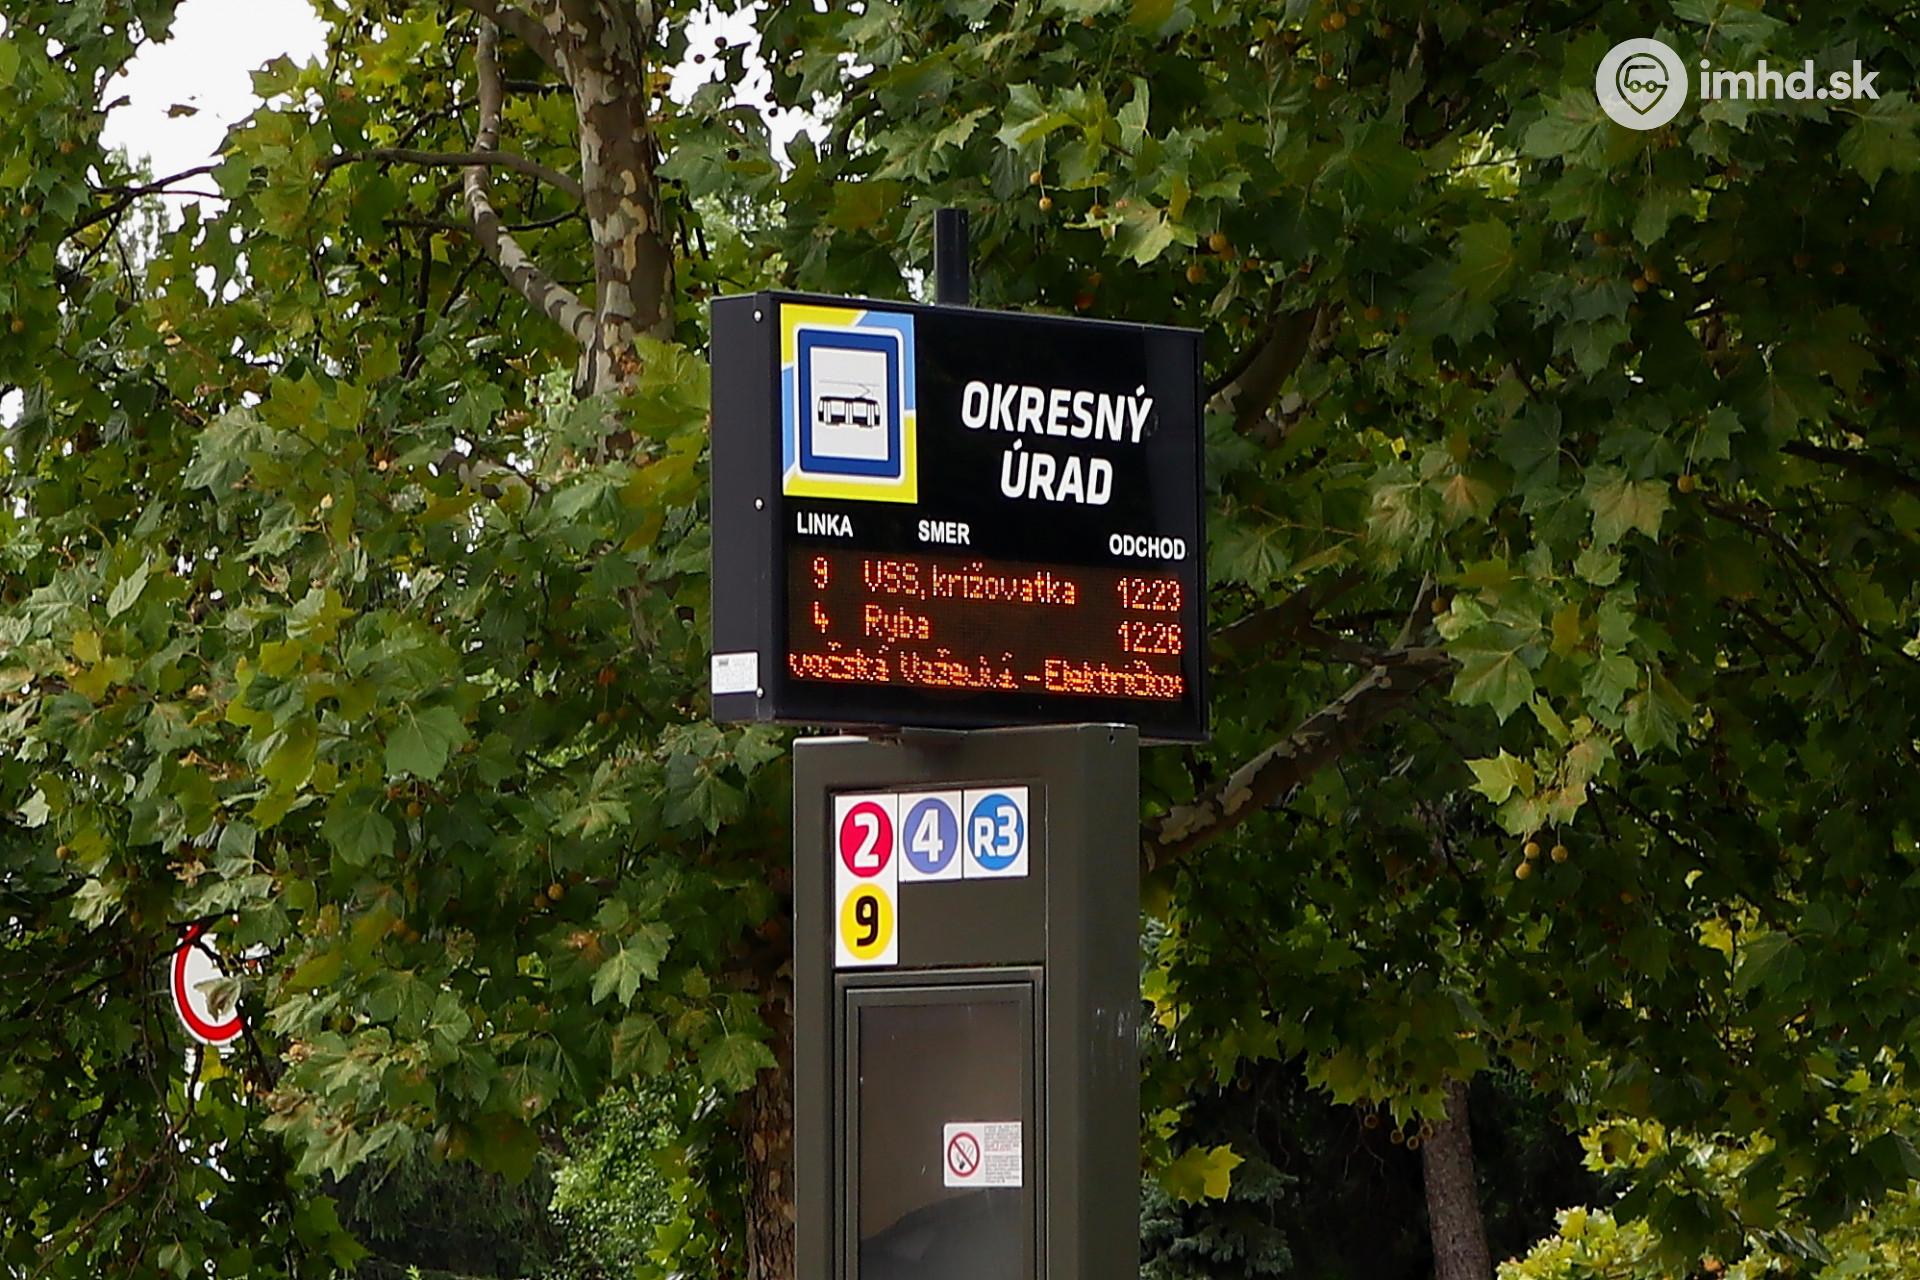 imhd.sk
OKRESNÝ
ÚRAD
LINKA SMER ODCHOD
9 VSS, križovatka 12:23
4 Ryba 12:26
2 4 R3
9